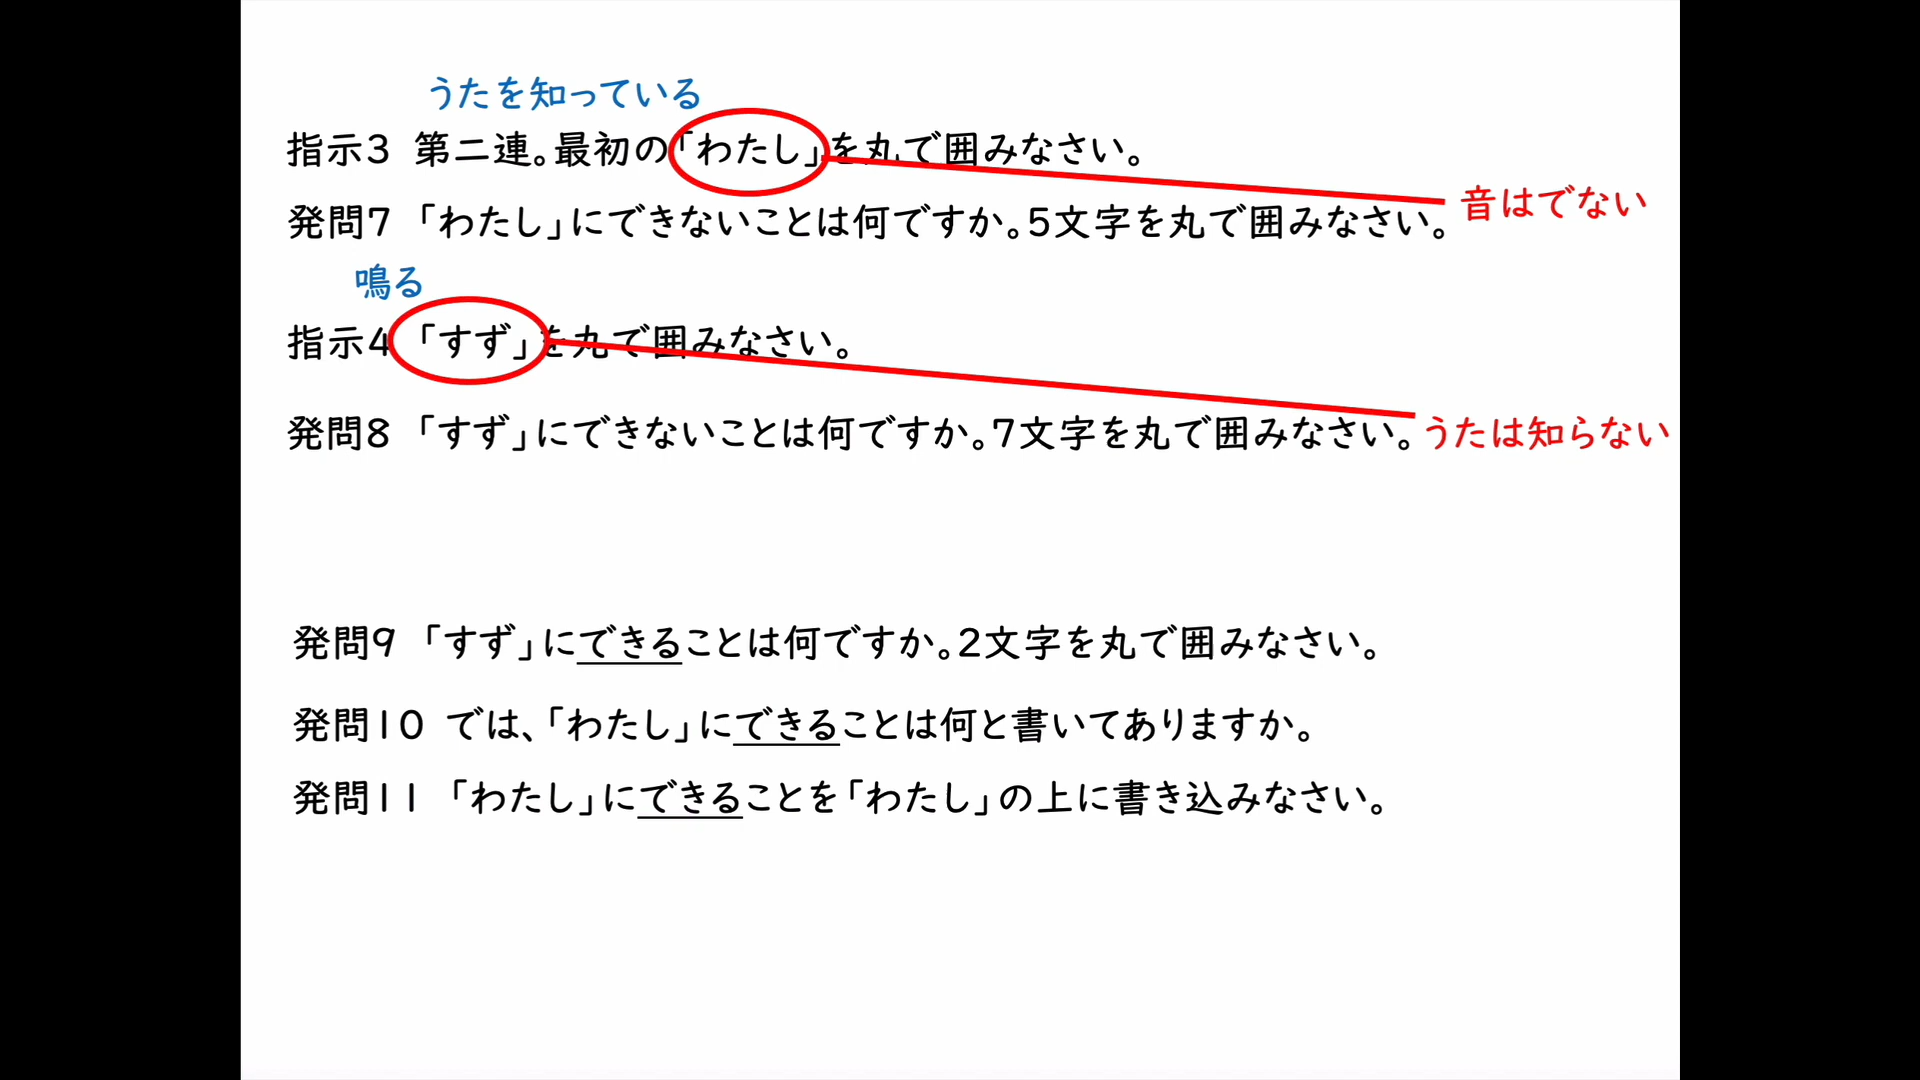 うたを知っている
指示3 第二連。最初の「わたし」を丸で囲みなさい。
音はでない
発問7 「わたし」にできないことは何ですか。5文字を丸で囲みなさい。
鳴る
指示4 「すず」を丸で囲みなさい。
発問8 「すず」にできないことは何ですか。7文字を丸で囲みなさい。
うたは知らない
発問9 「すず」にできることは何ですか。2文字を丸で囲みなさい。
発問10 では、「わたし」にできることは何と書いてありますか。
発問11 「わたし」にできることを「わたし」の上に書き込みなさい。